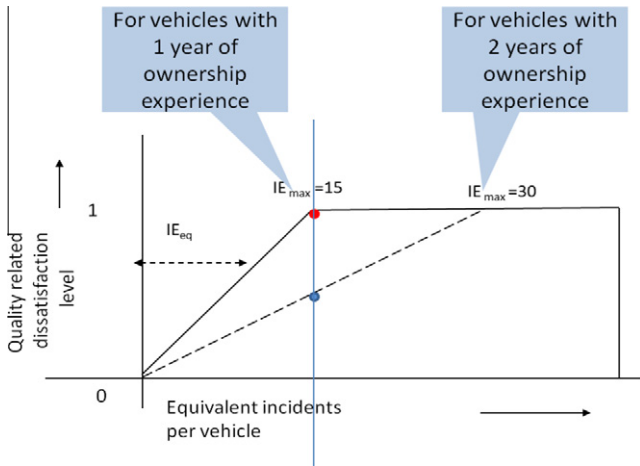 For vehicles with
1 year of
ownership
experience
For vehicles with
2 years of
ownership
experience
IEmax =15
IEmax =30
1
IEeq
Quality related
dissatisfaction
level
0
Equivalent incidents
per vehicle